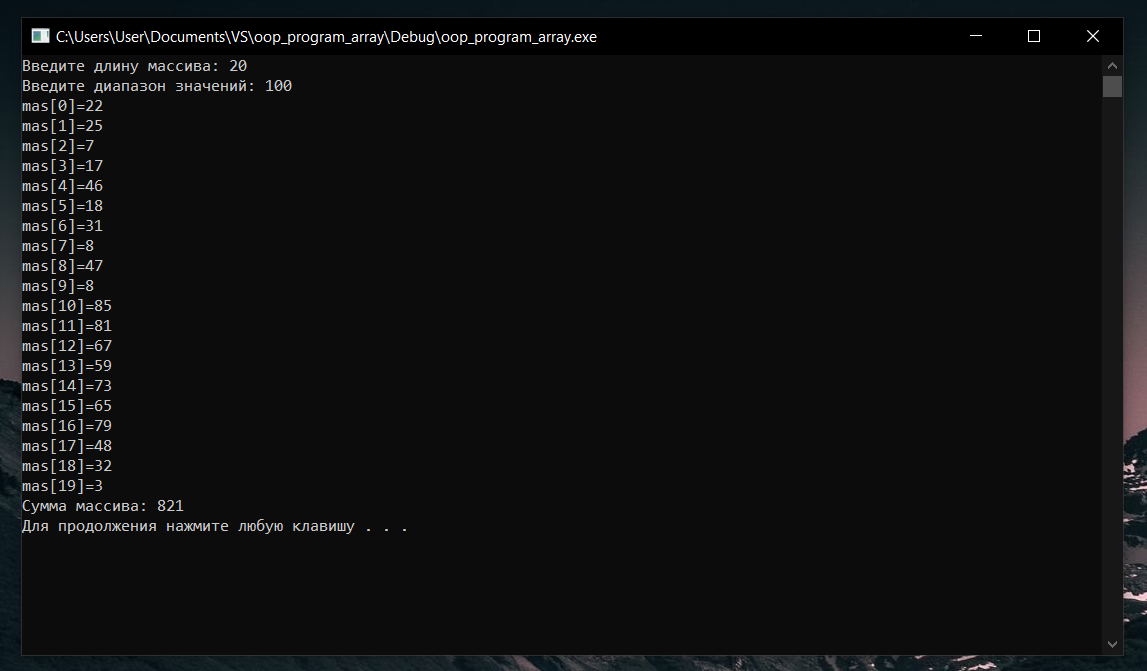 C:\Users\User\Documents\VS\oop_program_array\Debug\oop_program_array.exe
Введите длину массива: 20
Введите диапазон значений: 100
mas[0]=22
mas[1]=25
mas[2]=7
mas[3]=17
mas[4]=46
mas[5]=18
mas[6]=31
mas[7]=8
mas[8]=47
mas[9]=8
mas[10]=85
mas[11]=81
mas[12]=67
mas[13]=59
mas[14]=73
mas[15]=65
mas[16]=79
mas[17]=48
mas[18]=32
mas[19]=3
Сумма массива: 821
Для продолжения нажмите любую клавишу . . .